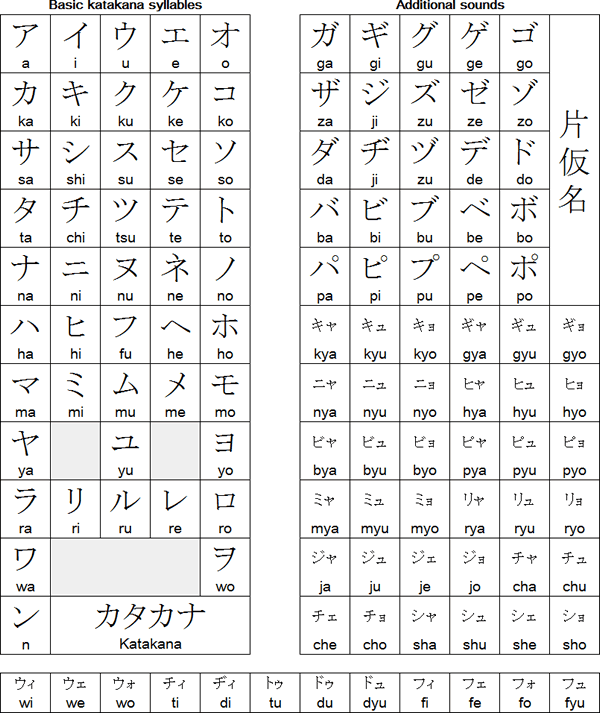 Basic katakana syllables
ア イ ウ エ オ
a i u e o
カ キ ク ケ コ
ka ki ku ke ko
サ シ ス セ ソ
sa shi su se so
タ チ ツ テ ト
ta chi tsu te to
ナ ニ ヌ ネ ノ
na ni nu ne no
ハ ヒ フ ヘ ホ
ha hi fu he ho
マ ミ ム メ モ
ma mi mu me mo
ヤ ユ ヨ
ya yu yo
ラ リ ル レ ロ
ra ri ru re ro
ワ ヲ
wa wo
ン カタカナ
n Katakana
Additional sounds
ガ ギ グ ゲ ゴ
ga gi gu ge go
ザ ジ ズ ゼ ゾ
za ji zu ze zo
ダ ヂ ヅ デ ド
da ji zu de do
バ ビ ブ ベ ボ
ba bi bu be bo
パ ピ プ ペ ポ
pa pi pu pe po
片仮名
キャ キュ キョ ギャ ギュ ギョ
kya kyu kyo gya gyu gyo
ニャ ニュ ニョ ヒャ ヒュ ヒョ
nya nyu nyo hya hyu hyo
ビャ ビュ ビョ ピャ ピュ ピョ
bya byu byo pya pyu pyo
ミャ ミュ ミョ リャ リュ リョ
mya myu myo rya ryu ryo
ジャ ジュ ジェ ジョ チャ チュ
ja ju je jo cha chu
チェ チョ シャ シュ シェ ショ
che cho sha shu she sho
ウィ ウェ ウォ ティ ディ トゥ ドゥ デュ フィ フェ フォ フュ
wi we wo ti di tu du dyu fi fe fo fyu